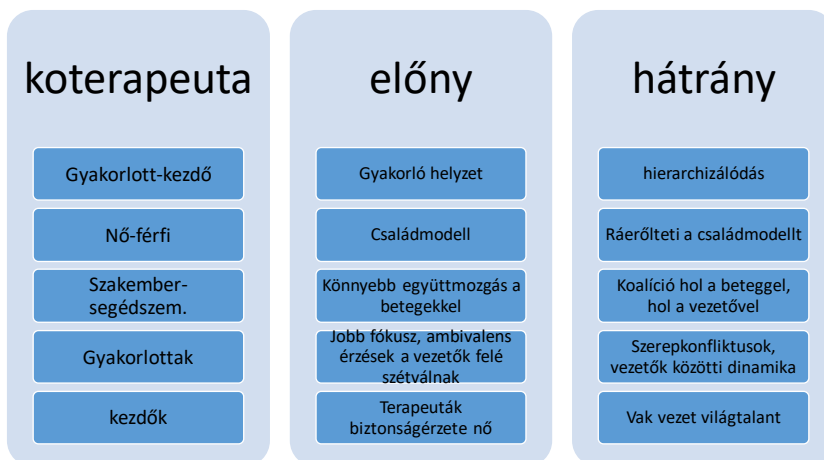 koterapeuta
Gyakorlott-kezdő
Nő-férfi
Szakember-
segédszem.
Gyakorlottak
kezdők
előny
Gyakorló helyzet
Családmodell
Könnyebb együttmozgás a
betegekkel
Jobb fókusz, ambivalens
érzések a vezetők felé
szétválnak
Terapeuták
biztonságérzete nő
hátrány
hierarchizálódás
Ráerőlteti a családmodellt
Koalíció hol a beteggel,
hol a vezetővel
Szerepkonfliktusok,
vezetők közötti dinamika
Vak vezet világtalant